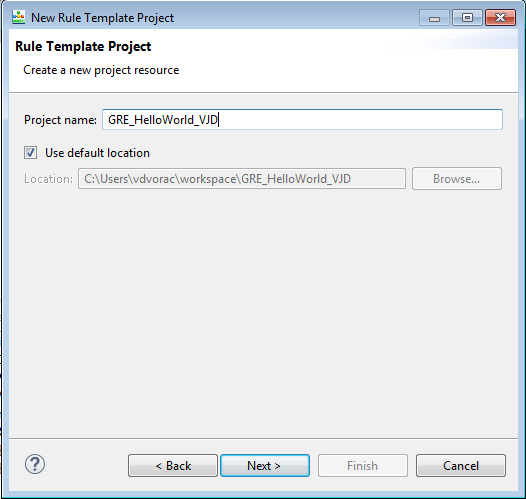 New Rule Template Project
Rule Template Project
Create a new project resource
Project name: GRE_HelloWorld_VJD
Use default location
Location: C:\Users\vdvorac\workspace\GRE_HelloWorld_VJD Browse...
? < Back Next > Finish Cancel